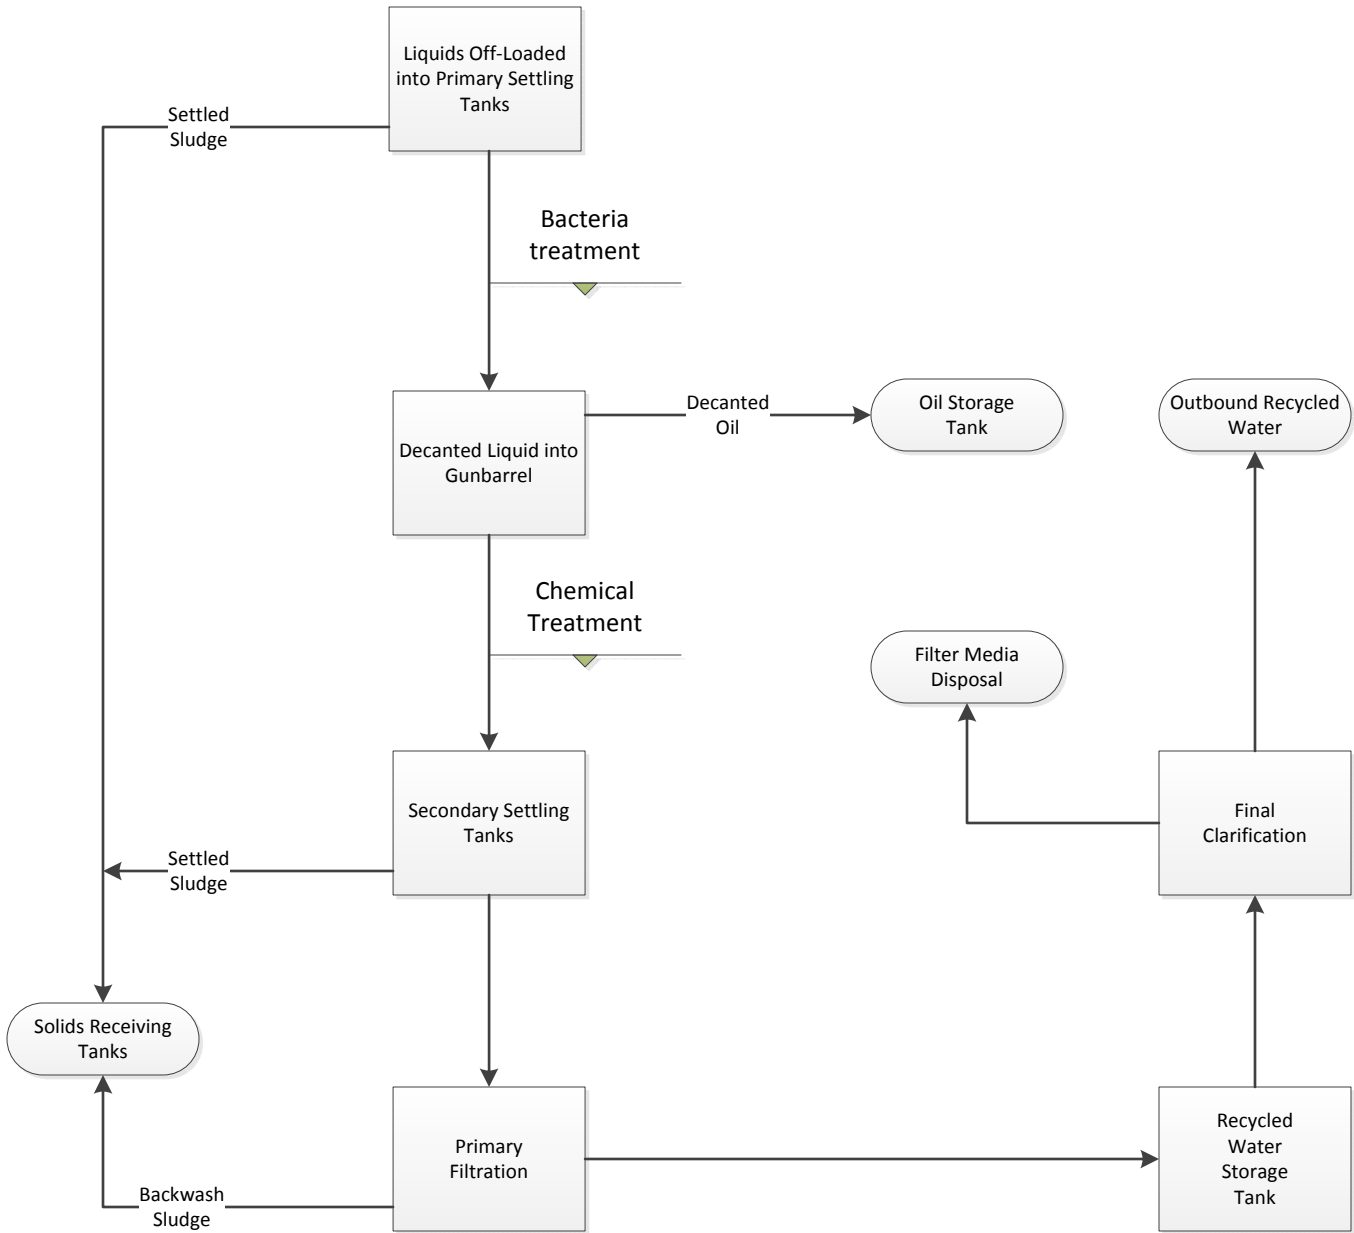 Liquids Off-Loaded
into Primary Settling
Tanks
Settled
Sludge
Bacteria
treatment
Decanted Liquid into
Gunbarrel
Decanted
Oil
Oil Storage
Tank
Outbound Recycled
Water
Chemical
Treatment
Filter Media
Disposal
Secondary Settling
Tanks
Final
Clarification
Settled
Sludge
Solids Receiving
Tanks
Primary
Filtration
Recycled
Water
Storage
Tank
Backwash
Sludge